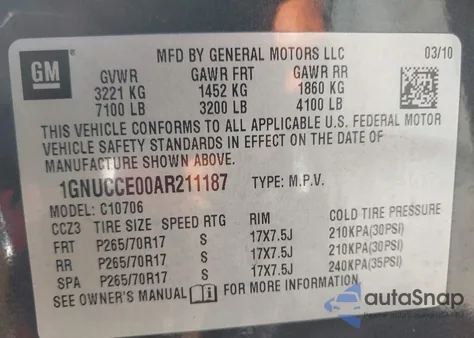 GM
MFD BY GENERAL MOTORS LLC 03/10
GVWR GAWR FRT GAWR RR
3221 KG 1452 KG 1860 KG
7100 LB 3200 LB 4100 LB
THIS VEHICLE CONFORMS TO ALL APPLICABLE U.S. FEDERAL MOTOR
VEHICLE SAFETY STANDARDS IN EFFECT ON THE DATE OF
MANUFACTURE SHOWN ABOVE.
1GNUCCE00AR211187 TYPE: M.P.V.
MODEL: C10706
CCZ3 TIRE SIZE SPEED RTG RIM COLD TIRE PRESSURE
FRT P265/70R17 S 17X7.5J 210KPA(30PSI)
RR P265/70R17 S 17X7.5J 210KPA(30PSI)
SPA P265/70R17 S 17X7.5J 240KPA(35PSI)
SEE OWNER'S MANUAL FOR MORE INFORMATION.
autoSnap